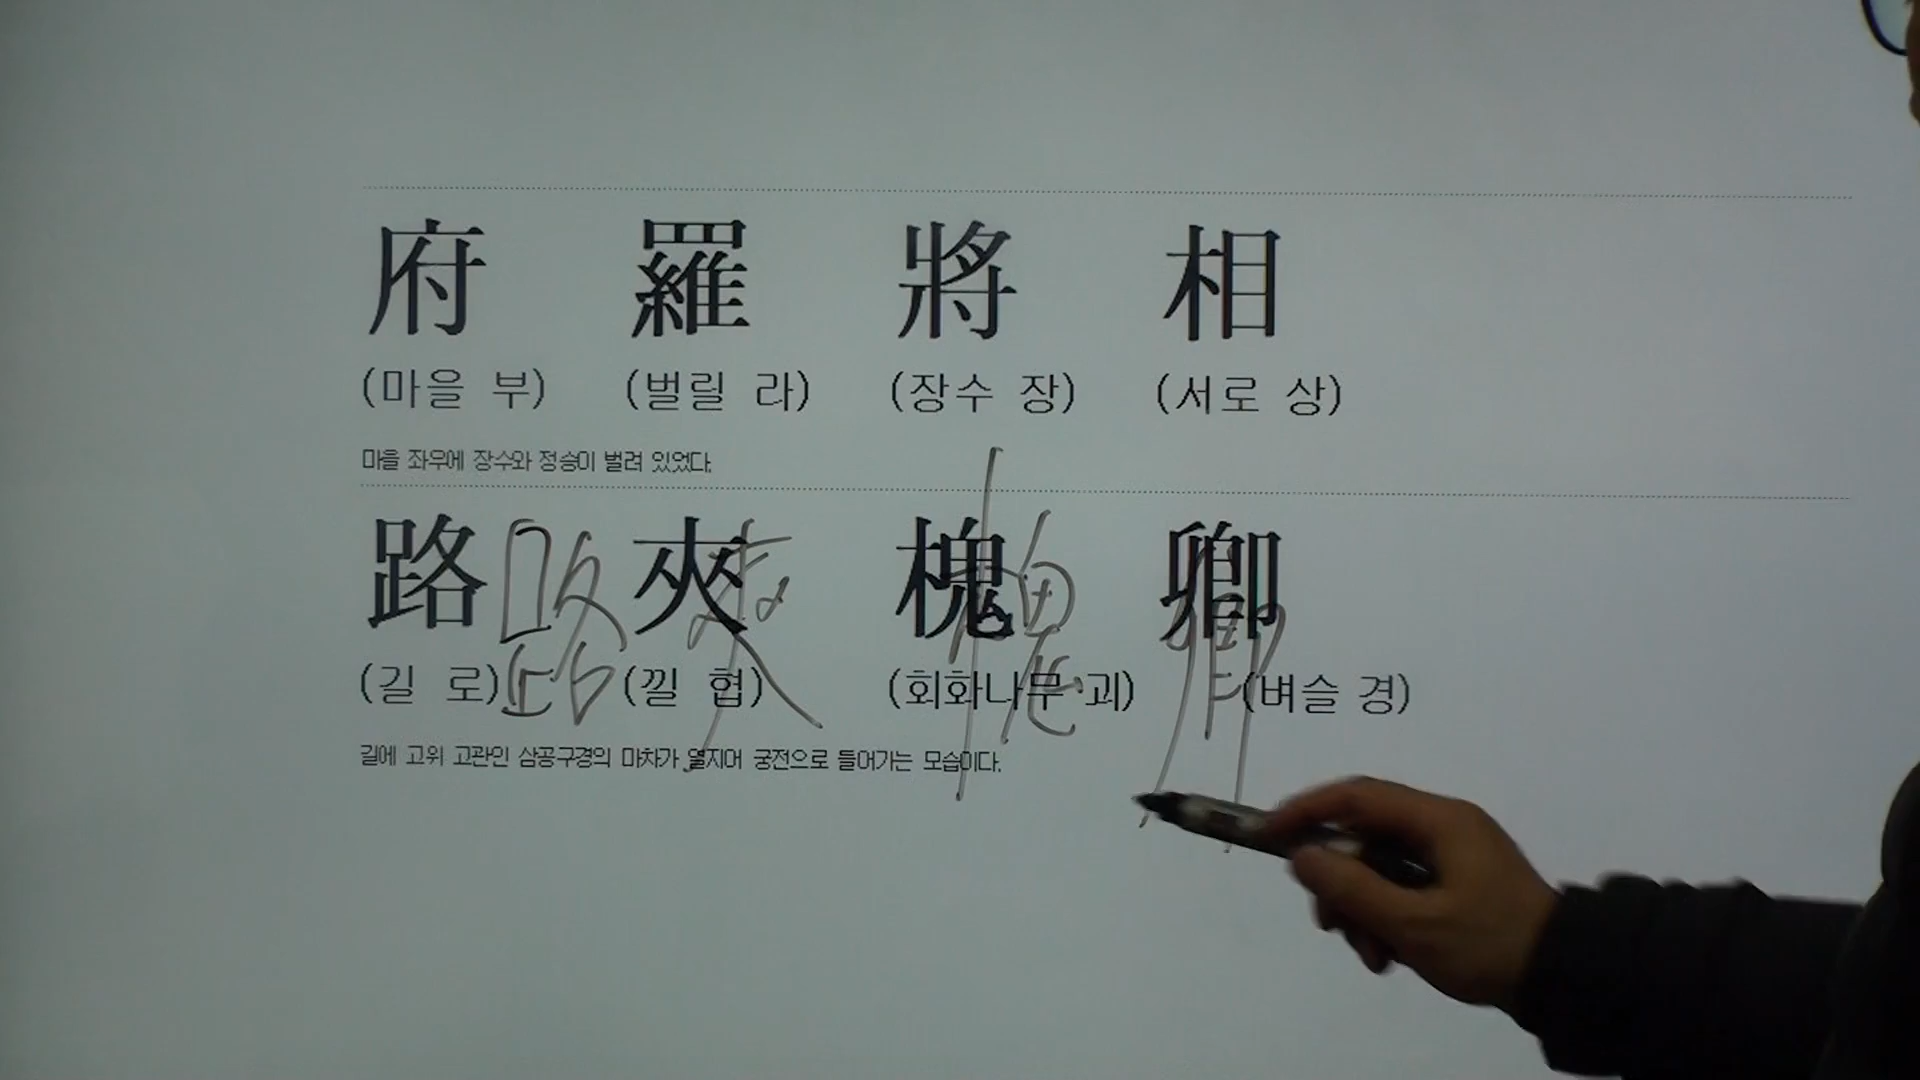 府 羅 將 相
(마을 부) (벌릴 라) (장수 장) (서로 상)
마을 좌우에 장수와 정승이 벌려 있었다.
路 夾 槐 卿
路 夾 槐 卿
(길 로) (낄 협) (회화나무 괴) (벼슬 경)
길에 고위 고관인 삼공구경의 마차가 열지어 궁전으로 들어가는 모습이다.